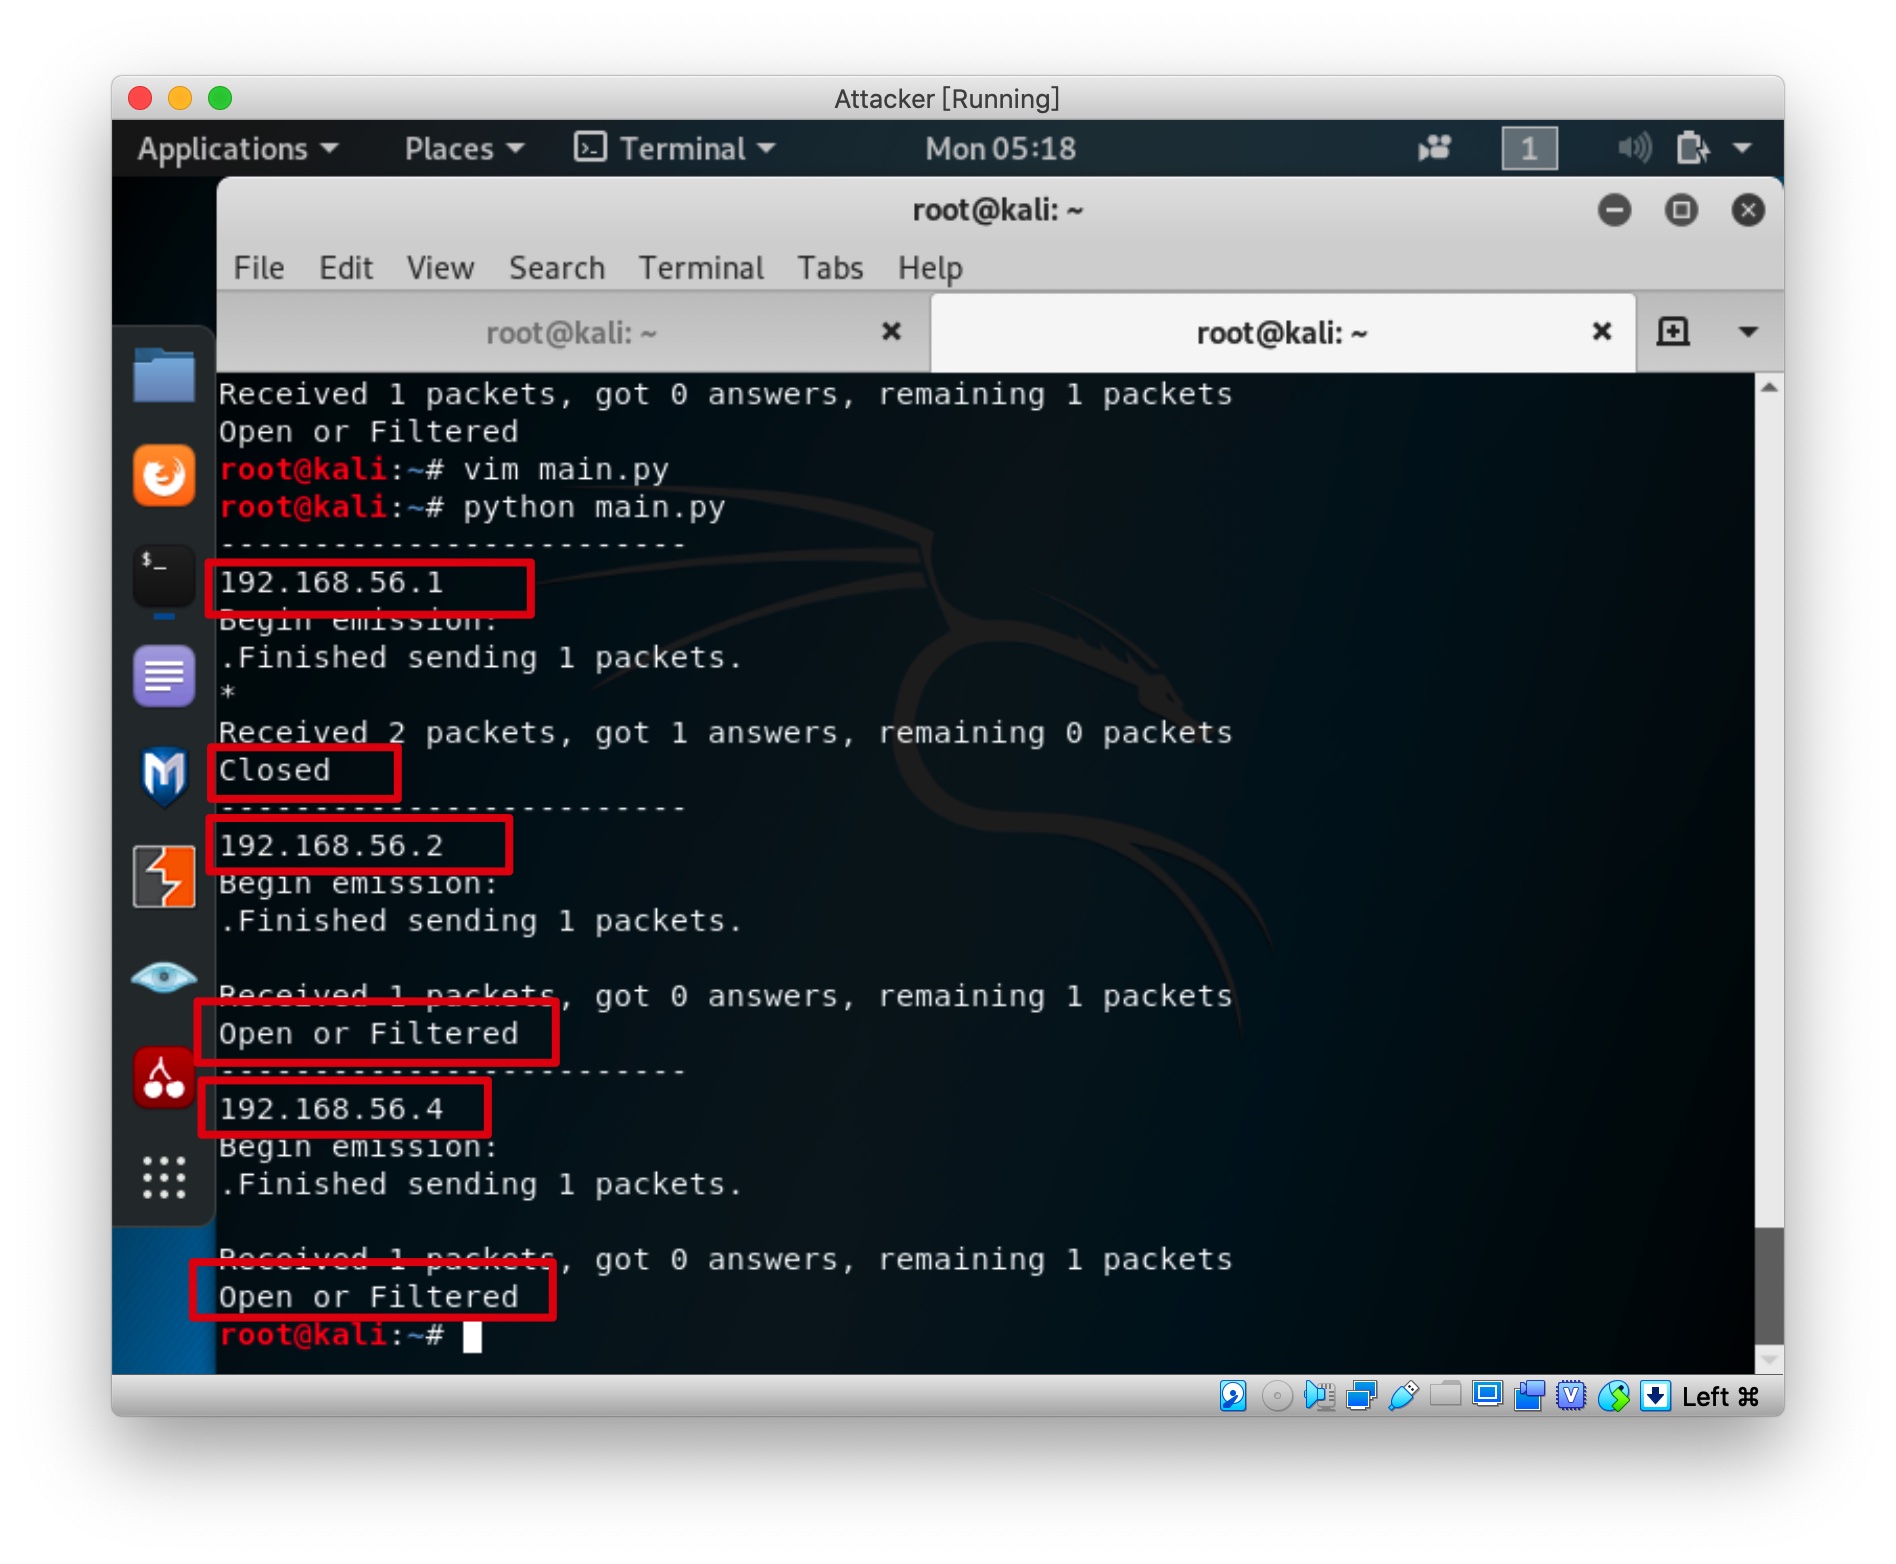 Attacker [Running]
Applications Places Terminal Mon 05:18 1
root@kali: ~
File Edit View Search Terminal Tabs Help
root@kali: ~ root@kali: ~
Received 1 packets, got 0 answers, remaining 1 packets
Open or Filtered
root@kali:~# vim main.py
root@kali:~# python main.py
-------------------------
192.168.56.1
Begin emission:
.Finished sending 1 packets.
*
Received 2 packets, got 1 answers, remaining 0 packets
Closed
-------------------------
192.168.56.2
Begin emission:
.Finished sending 1 packets.
Received 1 packets, got 0 answers, remaining 1 packets
Open or Filtered
-------------------------
192.168.56.4
Begin emission:
.Finished sending 1 packets.
Received 1 packets, got 0 answers, remaining 1 packets
Open or Filtered
root@kali:~#
Left ⌘